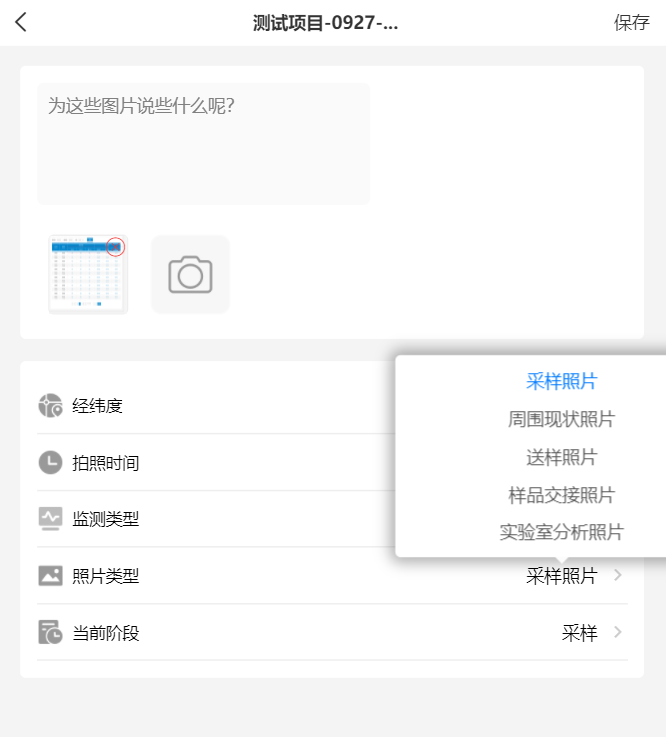 测试项目-0927-...
保存
为这些图片说些什么呢?
经纬度
拍照时间
监测类型
采样照片
周围现状照片
送样照片
样品交接照片
实验室分析照片
照片类型 采样照片
当前阶段 采样